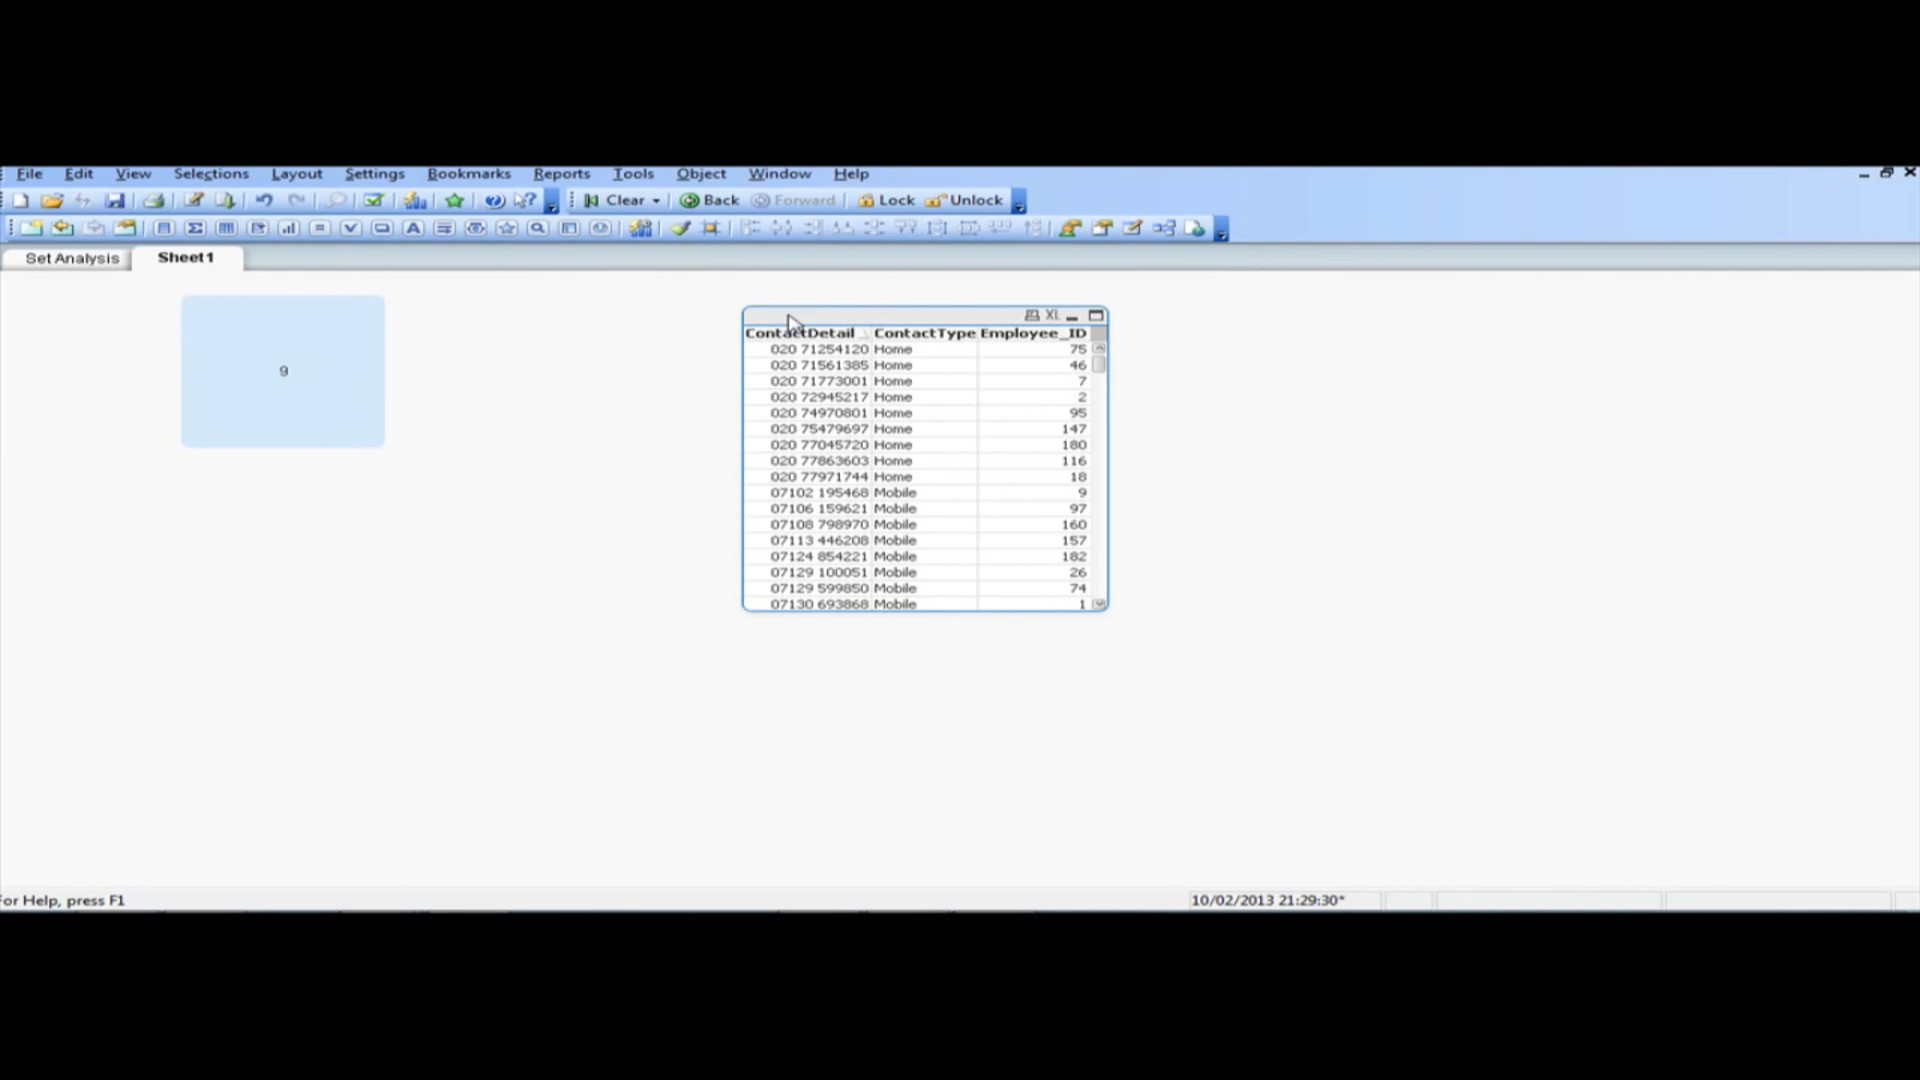 File Edit View Selections Layout Settings Bookmarks Reports Tools Object Window Help
Clear Back Forward Lock Unlock
Set Analysis Sheet1
9
XL
ContactDetail ContactType Employee_ID
020 71254120 Home 75
020 71561385 Home 46
020 71773001 Home 7
020 72945217 Home 2
020 74970801 Home 95
020 75479697 Home 147
020 77045720 Home 180
020 77863603 Home 116
020 77971744 Home 18
07102 195468 Mobile 9
07106 159621 Mobile 97
07108 798970 Mobile 160
07113 446208 Mobile 157
07124 854221 Mobile 182
07129 100051 Mobile 26
07129 599850 Mobile 74
07130 693868 Mobile 1
For Help, press F1 10/02/2013 21:29:30*